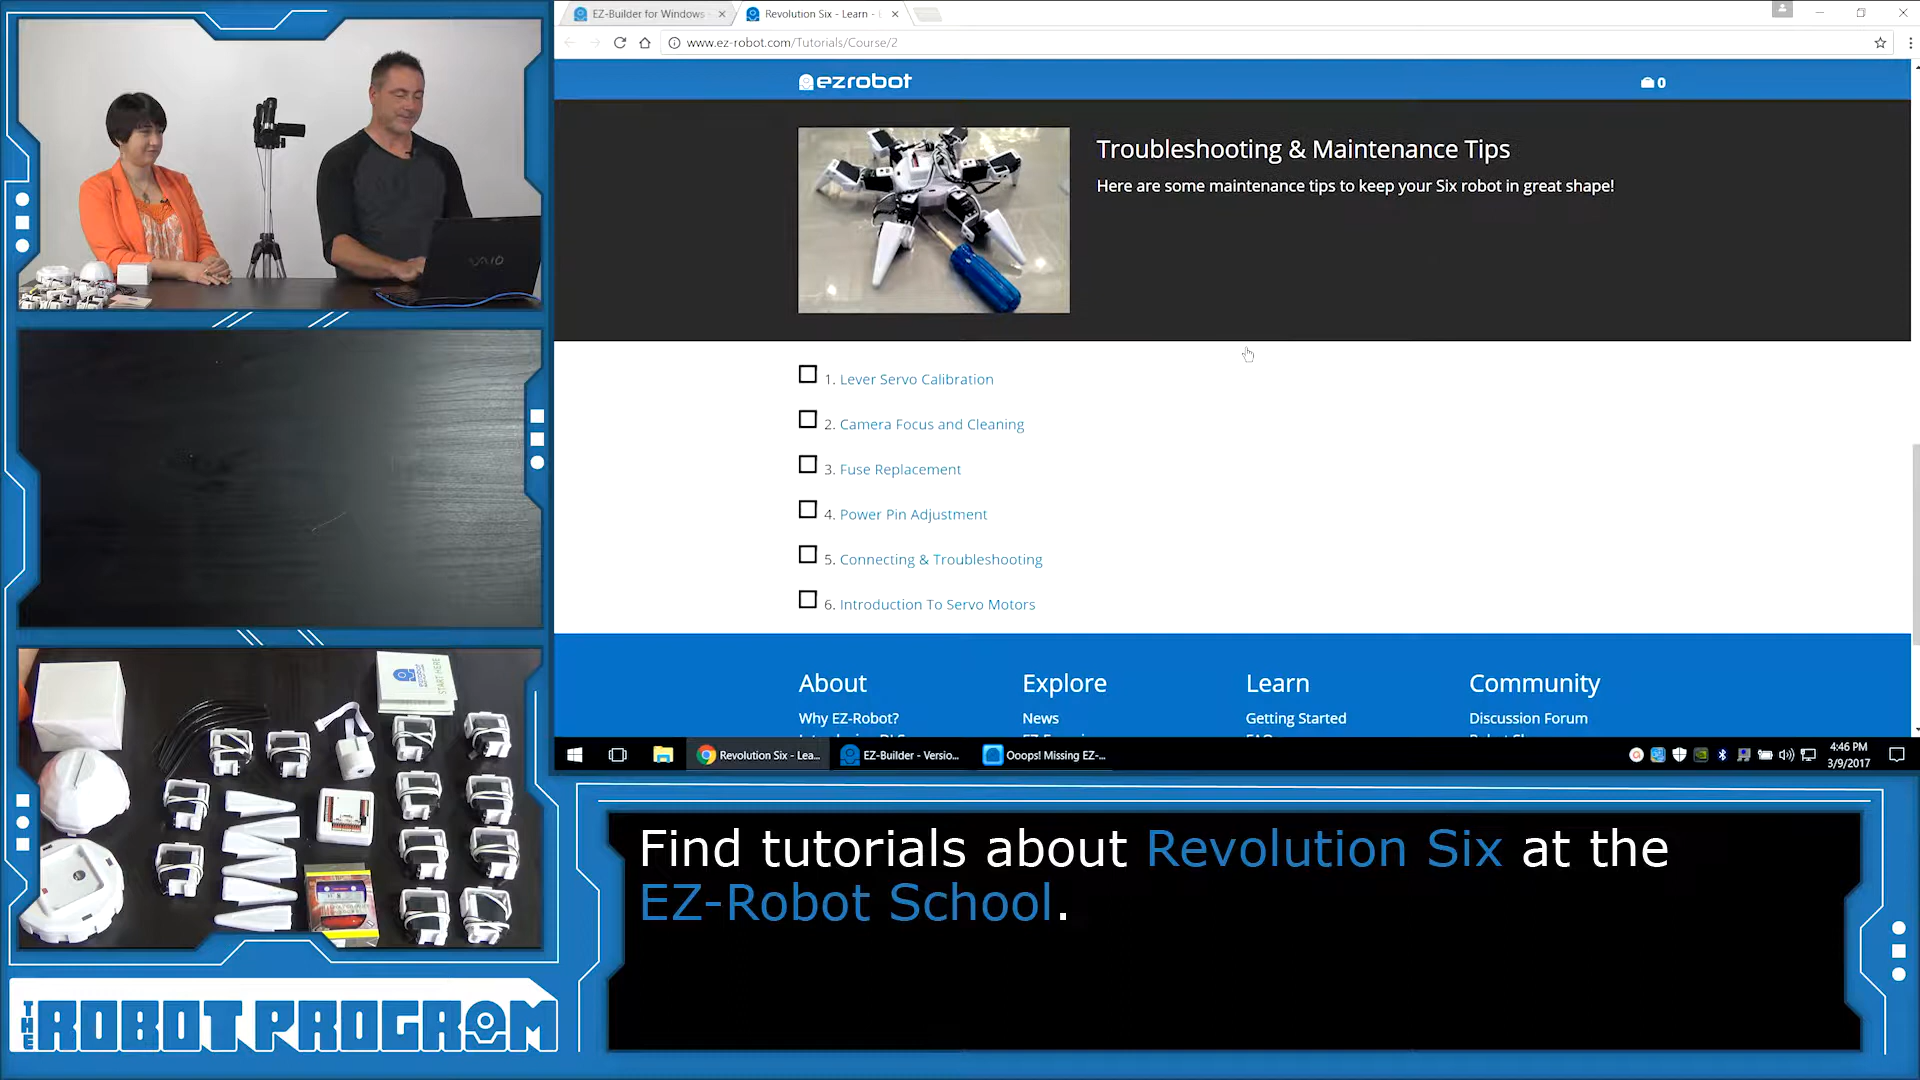 EZ-Builder for Windows
Revolution Six - Learn -
www.ez-robot.com/Tutorials/Course/2
ezrobot
0
Troubleshooting & Maintenance Tips
Here are some maintenance tips to keep your Six robot in great shape!
1. Lever Servo Calibration
2. Camera Focus and Cleaning
3. Fuse Replacement
4. Power Pin Adjustment
5. Connecting & Troubleshooting
6. Introduction To Servo Motors
About
Explore
Learn
Community
Why EZ-Robot?
News
Getting Started
Discussion Forum
Revolution Six - Lea...
EZ-Builder - Versio...
Ooops! Missing EZ-...
4:46 PM
3/9/2017
VAIO
ezrobot
START HERE
Find tutorials about Revolution Six at the
EZ-Robot School.
THE ROBOT PROGRAM